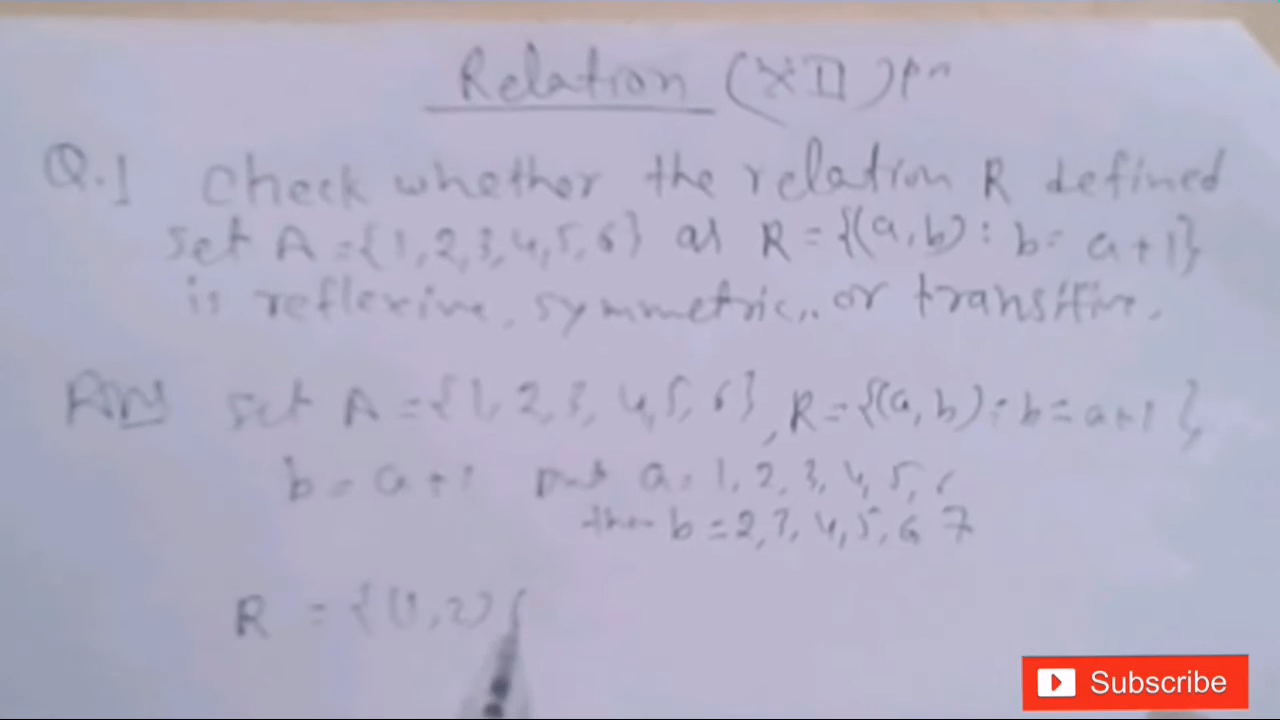 Relation (XII)
Q.1 Check whether the relation R defined
set A = {1,2,3,4,5,6} as R = {(a,b) : b = a+1}
is reflexive, symmetric, or transitive.
Ans set A = {1,2,3,4,5,6}, R = {(a,b) : b = a+1},
b = a+1 put a = 1, 2, 3, 4, 5, 6
then b = 2, 3, 4, 5, 6 7
R = {(1,2) (
Subscribe